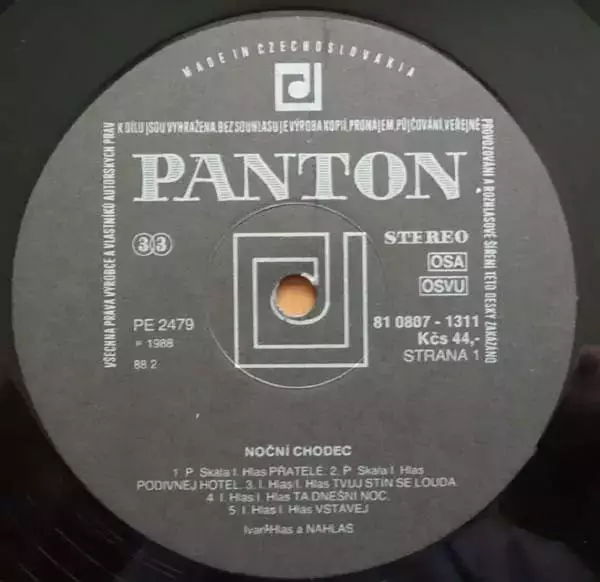 MADE IN CZECHOSLOVAKIA
VŠECHNA PRÁVA VÝROBCE A VLASTNÍKŮ AUTORSKÝCH PRÁV
K DÍLU JSOU VYHRAŽENA, BEZ SOUHLASU JE VÝROBA KOPIÍ, PRONÁJEM, PŮJČOVÁNÍ, VEŘEJNÉ
PROVOZOVÁNÍ A ROZHLASOVÉ ŠÍŘENÍ TÉTO DESKY ZAKÁZÁNO
PANTON
33
STEREO
OSA
OSVU
PE 2479
℗ 1988
88 2
81 0807 - 1311
Kčs 44,-
STRANA 1
NOČNÍ CHODEC
1. P. Skala I. Hlas PŘATELÉ. 2. P. Skala I. Hlas
PODIVNEJ HOTEL. 3. I. Hlas I. Hlas TVUJ STÍN SE LOUDA.
4. I. Hlas I. Hlas TA DNEŠNÍ NOC.
5. I. Hlas I. Hlas VSTÁVEJ
Ivan Hlas a NAHLAS